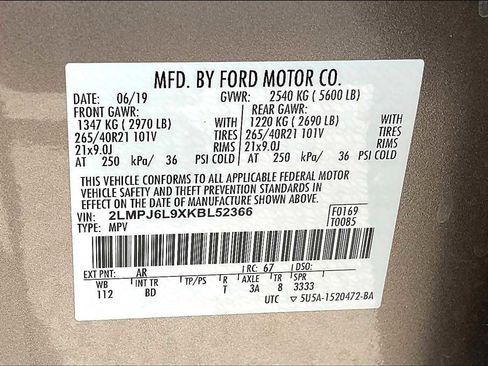 MFD. BY FORD MOTOR CO.
DATE: 06/19 GVWR: 2540 KG ( 5600 LB)
FRONT GAWR: REAR GAWR:
1347 KG ( 2970 LB) WITH 1220 KG ( 2690 LB) WITH
265/40R21 101V TIRES 265/40R21 101V TIRES
21x9.0J RIMS 21x9.0J RIMS
AT 250 kPa/ 36 PSI COLD AT 250 kPa/ 36 PSI COLD
THIS VEHICLE CONFORMS TO ALL APPLICABLE FEDERAL MOTOR
VEHICLE SAFETY AND THEFT PREVENTION STANDARDS IN
EFFECT ON THE DATE OF MANUFACTURE SHOWN ABOVE.
VIN: 2LMPJ6L9XKBL52366 F0169
TYPE: MPV T0085
EXT PNT: AR RC: 67 DSO:
WB INT TR TP/PS R AXLE TR SPR
112 BD T 3A 8 3333
UTC 5U5A-1520472-BA